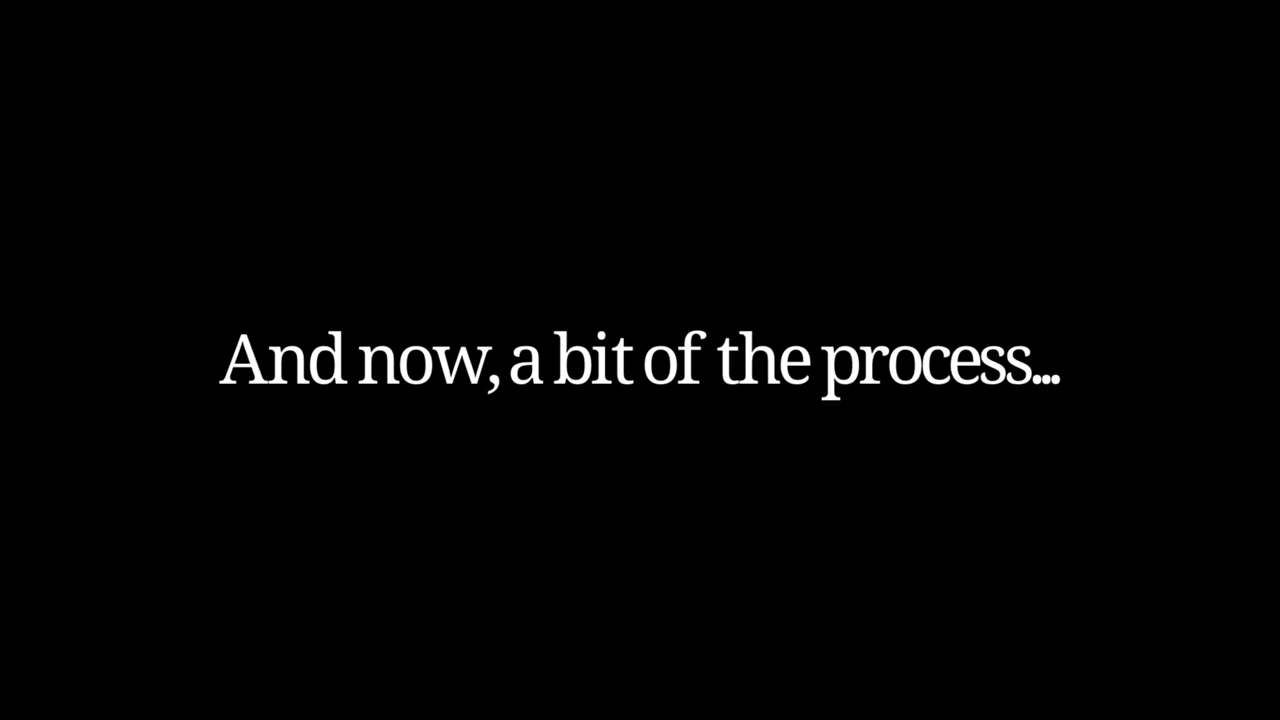 And now, a bit of the process...